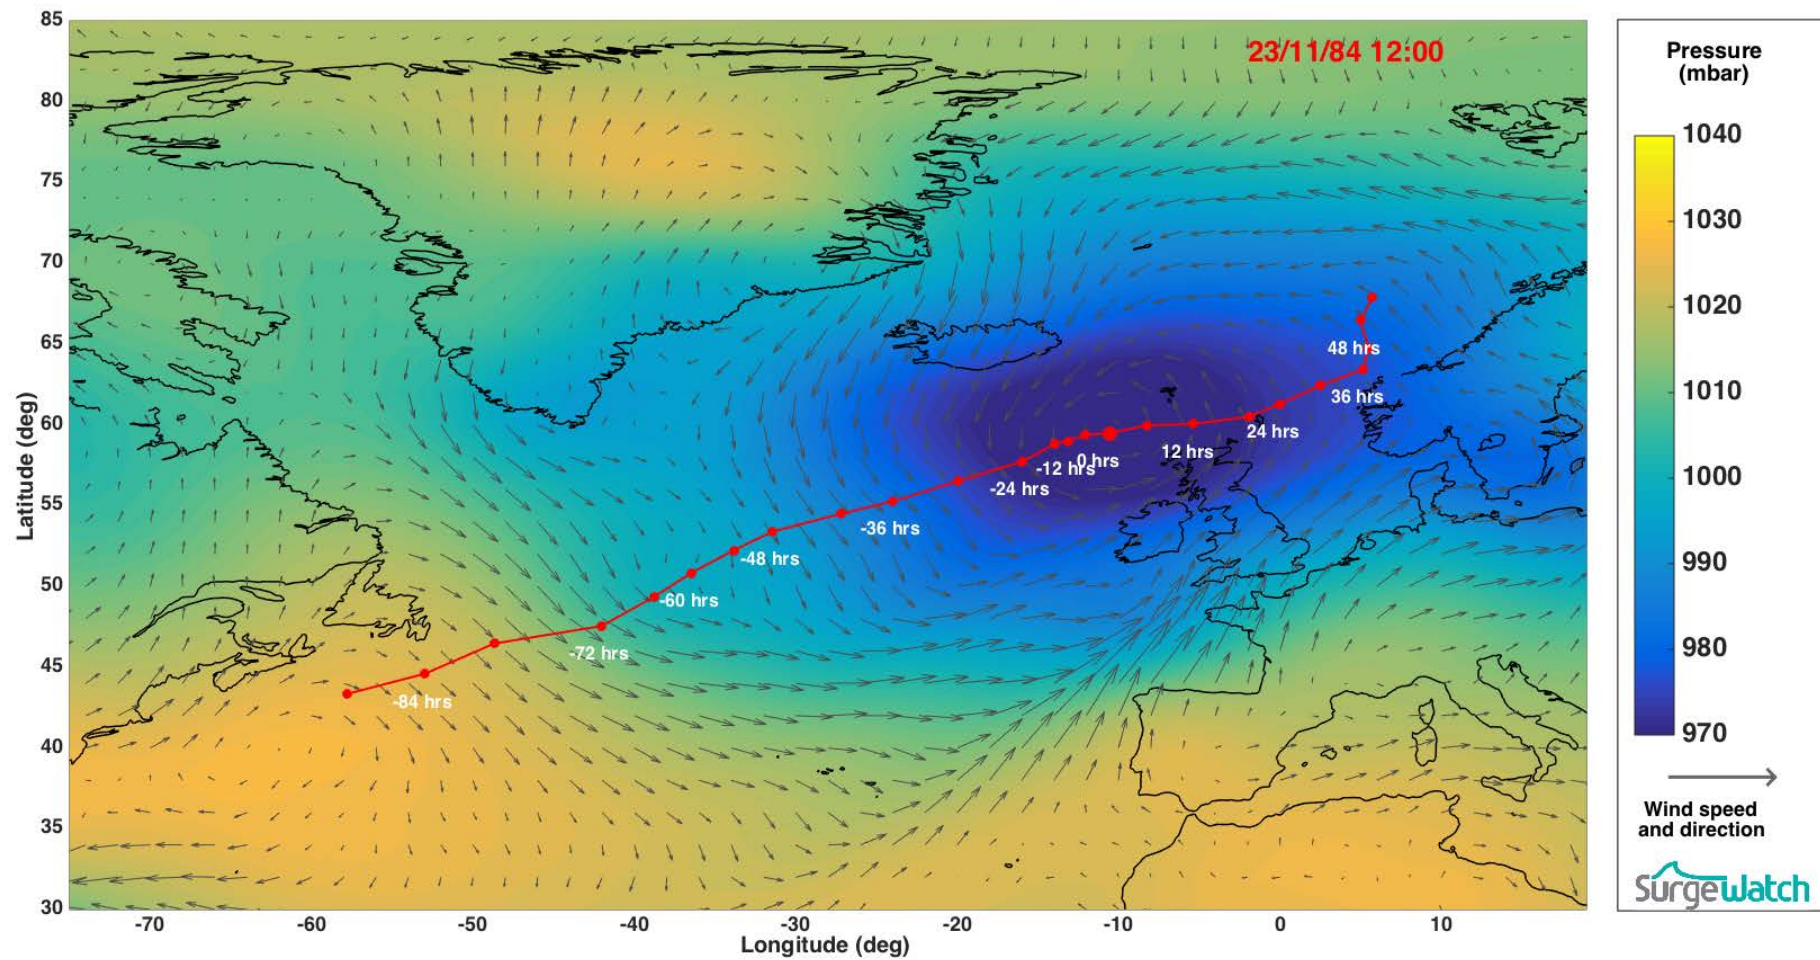 85
80
75
70
65
60
55
50
45
40
35
30
Latitude (deg)
23/11/84 12:00
48 hrs
36 hrs
24 hrs
12 hrs
0 hrs
-12 hrs
-24 hrs
-36 hrs
-48 hrs
-60 hrs
-72 hrs
-84 hrs
-70 -60 -50 -40 -30 -20 -10 0 10
Longitude (deg)
Pressure
(mbar)
1040
1030
1020
1010
1000
990
980
970
Wind speed
and direction
SurgeWatch